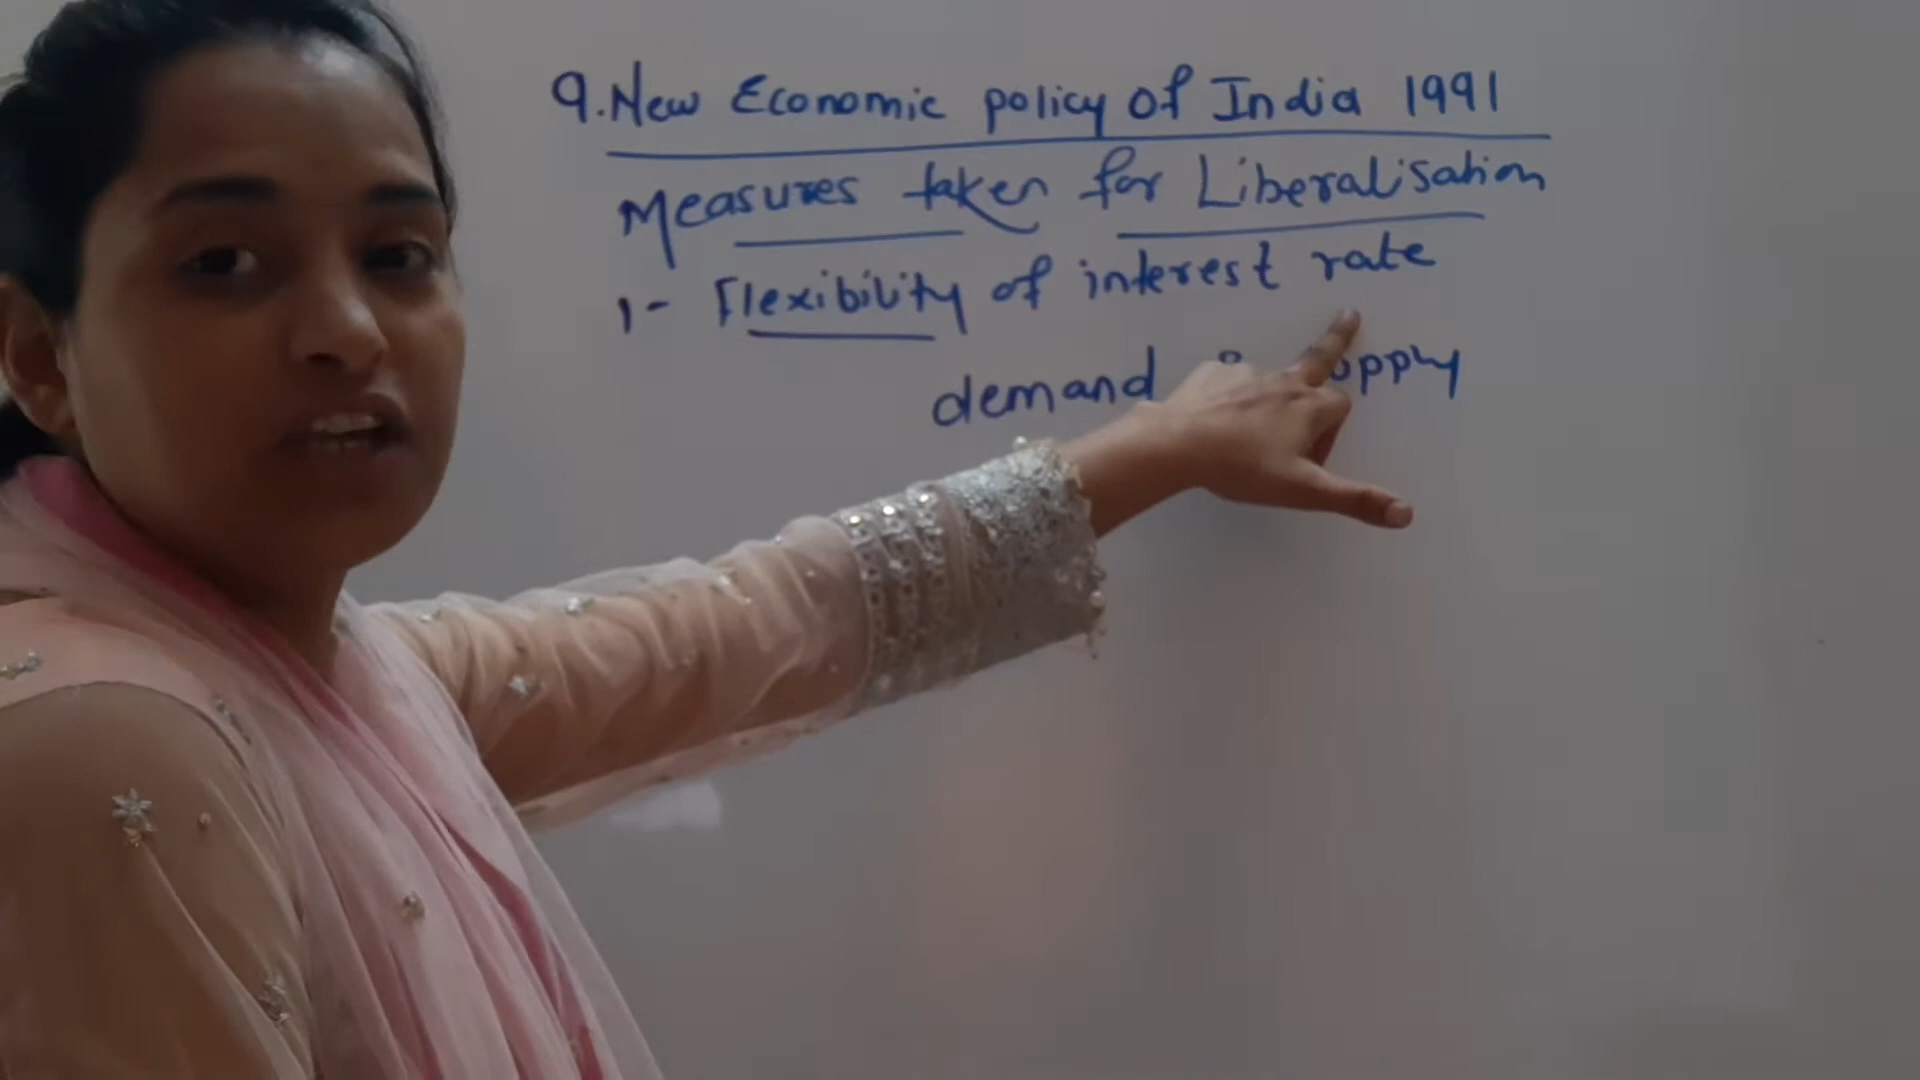 9. New Economic policy of India 1991
Measures taken for Liberalisation
1- Flexibility of interest rate
demand